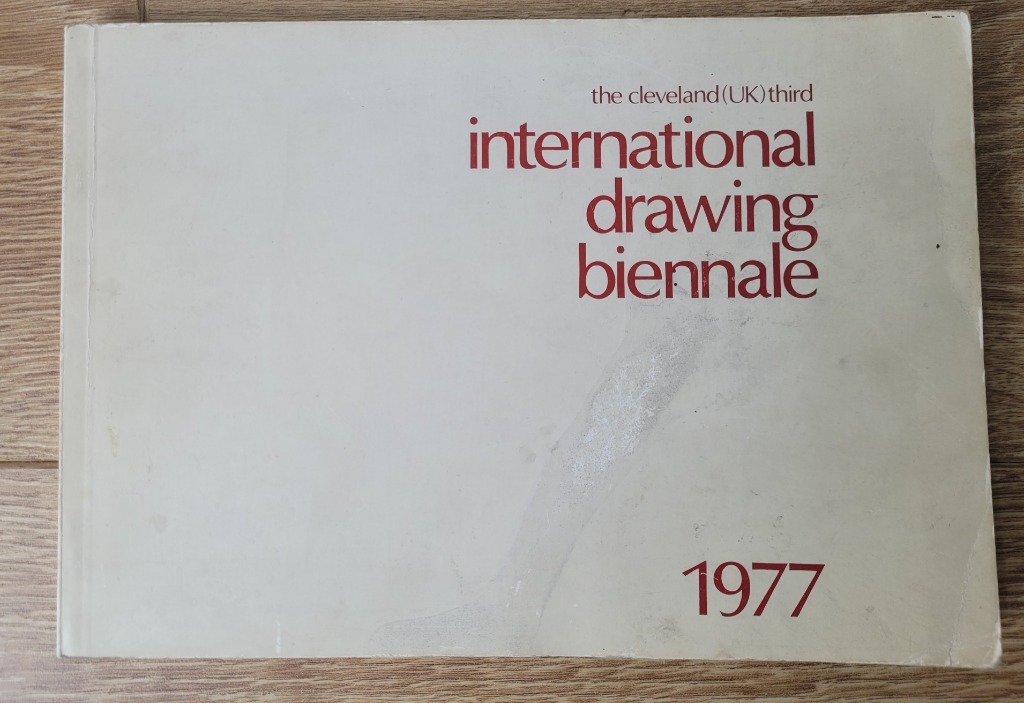 the cleveland (UK) third
international
drawing
biennale
1977